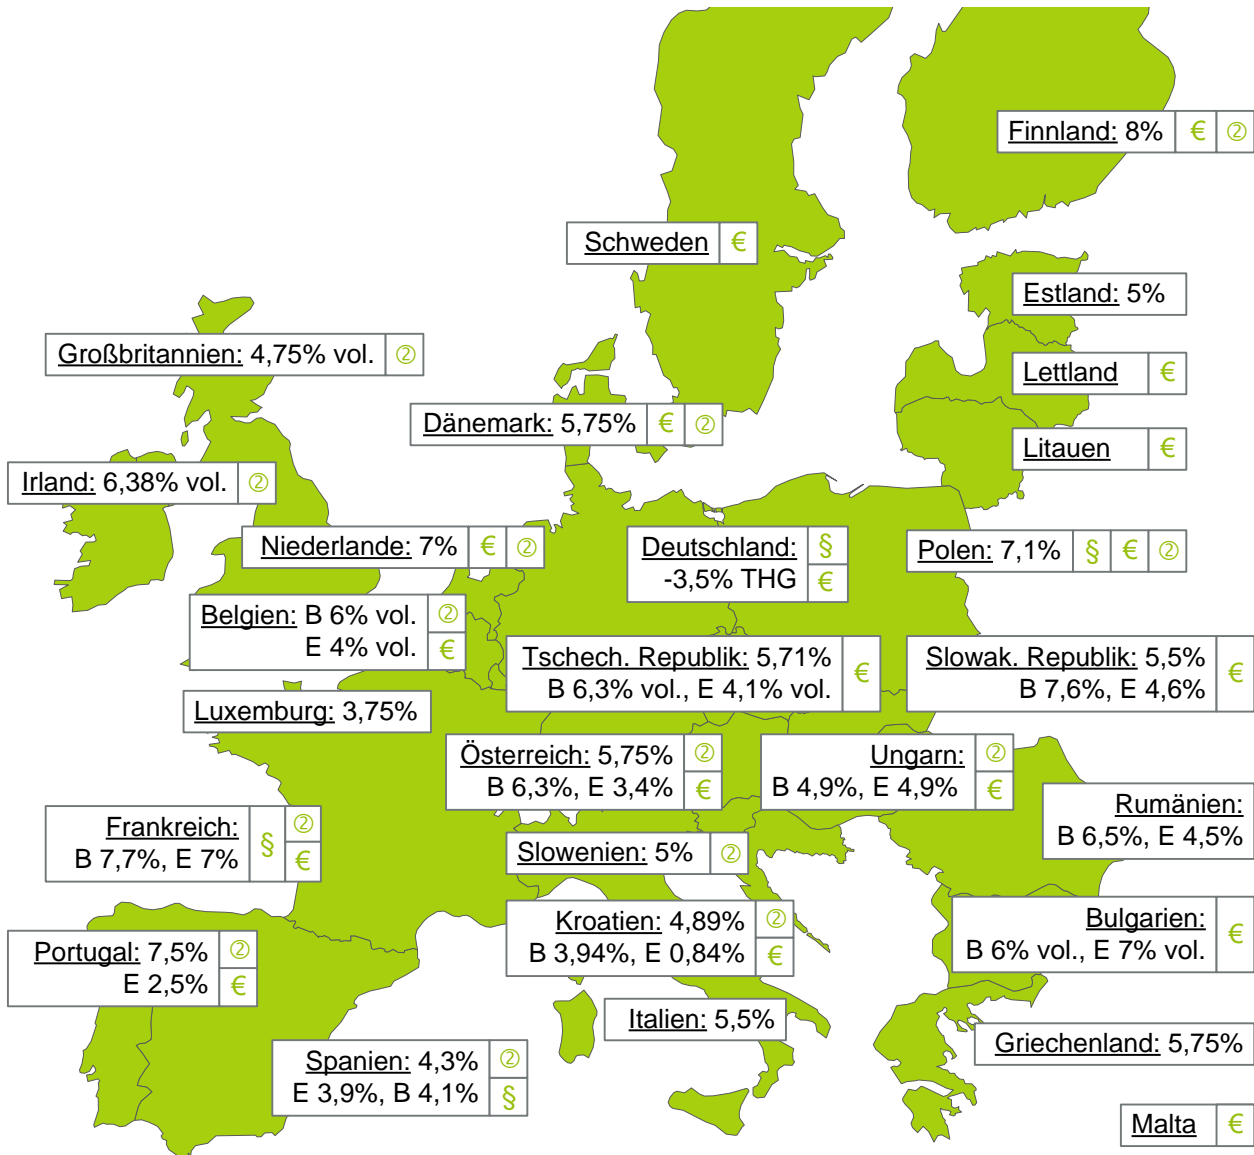 Finnland: 8% € ②
Schweden €
Estland: 5%
Großbritannien: 4,75% vol. ②
Lettland €
Dänemark: 5,75% € ②
Litauen €
Irland: 6,38% vol. ②
Niederlande: 7% € ②
Deutschland: §
-3,5% THG €
Polen: 7,1% § € ②
Belgien: B 6% vol. ②
E 4% vol. €
Tschech. Republik: 5,71% €
B 6,3% vol., E 4,1% vol.
Slowak. Republik: 5,5% €
B 7,6%, E 4,6%
Luxemburg: 3,75%
Österreich: 5,75% ②
B 6,3%, E 3,4% €
Ungarn: ②
B 4,9%, E 4,9% €
Rumänien:
B 6,5%, E 4,5%
Frankreich: § ②
B 7,7%, E 7% €
Slowenien: 5% ②
Kroatien: 4,89% ②
B 3,94%, E 0,84% €
Bulgarien: €
B 6% vol., E 7% vol.
Portugal: 7,5% ②
E 2,5% €
Italien: 5,5%
Griechenland: 5,75%
Spanien: 4,3% ②
E 3,9%, B 4,1% §
Malta €